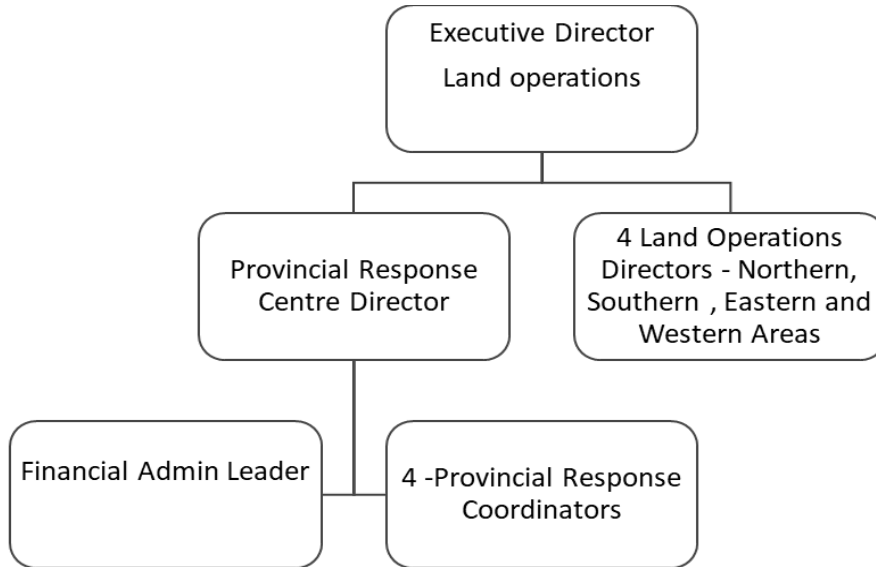 Executive Director
Land operations
Provincial Response
Centre Director
4 Land Operations
Directors - Northern,
Southern , Eastern and
Western Areas
Financial Admin Leader
4 -Provincial Response
Coordinators